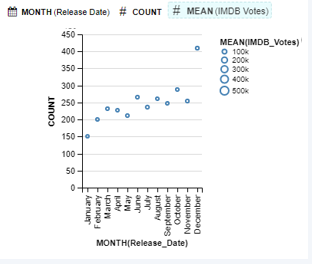 MONTH (Release Date) # COUNT # MEAN (IMDB Votes)
450
400
350
300
250
200
150
100
50
0
COUNT
January
February
March
April
May
June
July
August
September
October
November
December
MONTH(Release_Date)
MEAN(IMDB_Votes)
100k
200k
300k
400k
500k